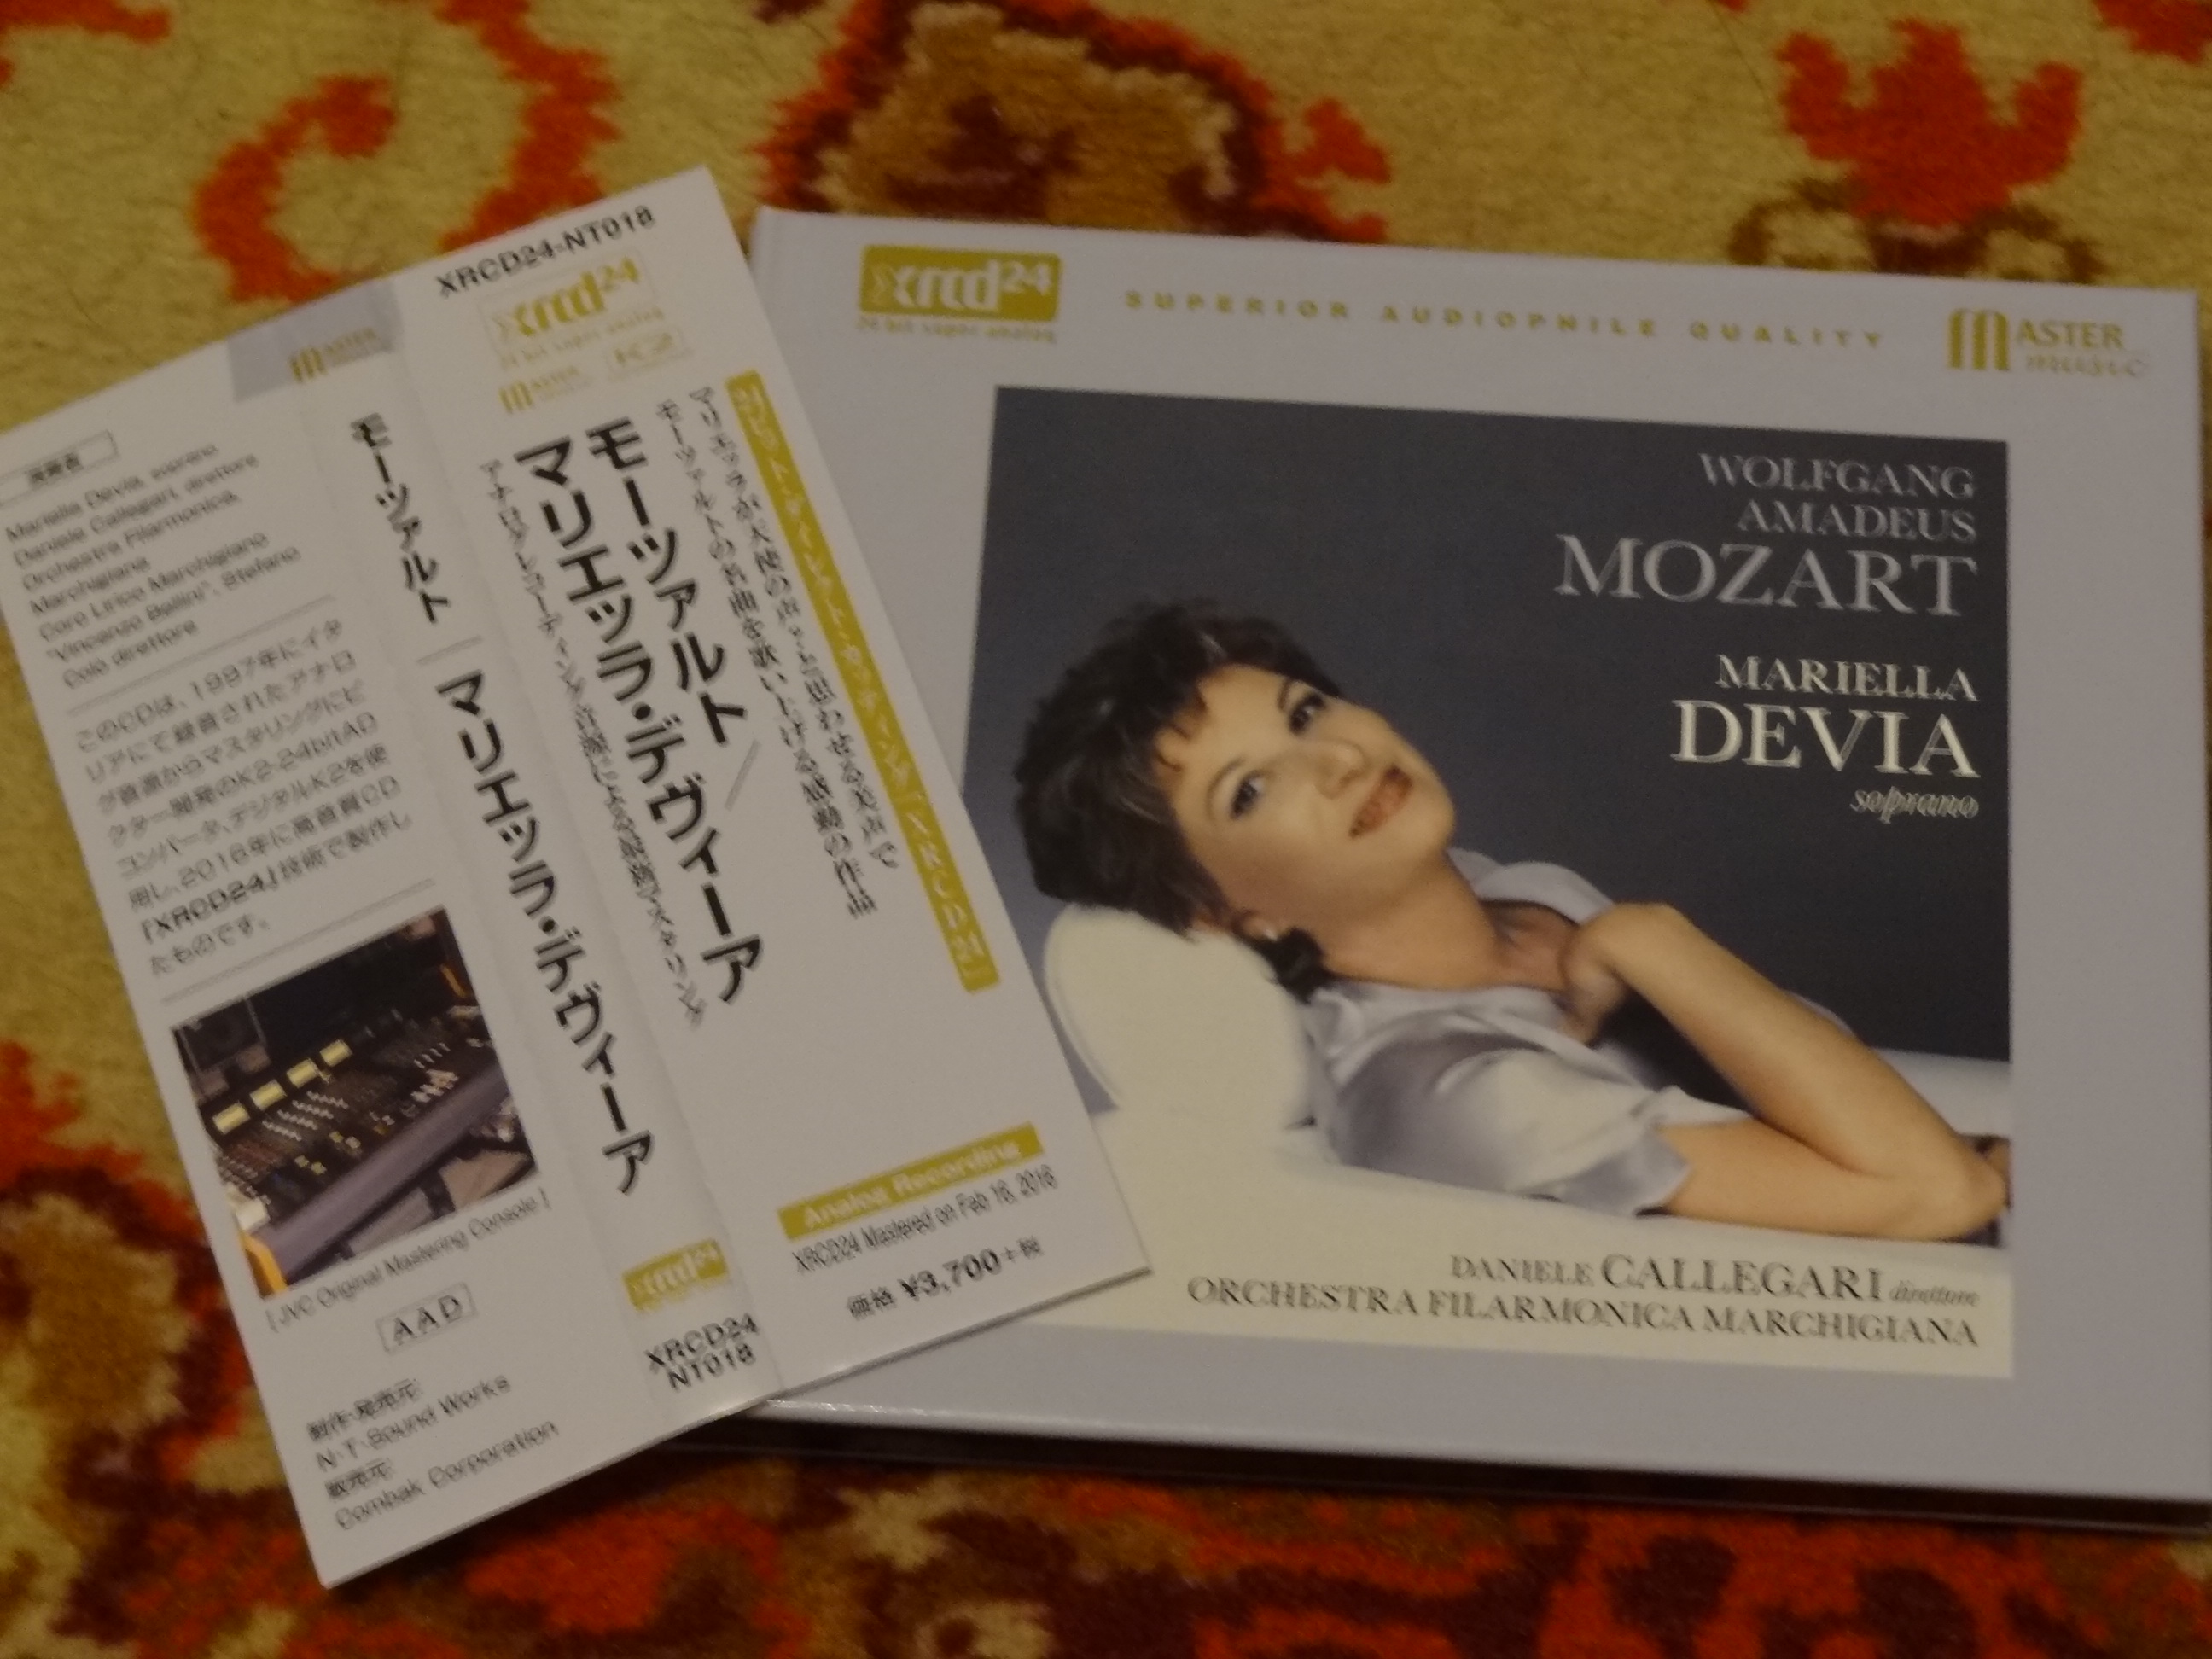 演奏者
Mariella Devia, soprano
Daniele Callegari, direttore
Orchestra Filarmonica
Marchigiana
Coro Lirico Marchigiano
"Vincenzo Bellini", Stefano
Cola direttore
このCDは、1997年にイタ
リアにて録音されたアナロ
グ音源からマスタリングにビ
クター開発のK2-24bitAD
コンバータ、デジタルK2を使
用し、2016年に高音質CD
「XRCD24」技術で製作し
たものです。
[JVC Original Mastering Console]
AAD
制作・発売元:
N・T・Sound Works
販売元:
Combak Corporation
MASTER
モーツァルト
マリエッラ・デヴィーア
xrcd24
XRCD24
NT018
XRCD24-NT018
xrcd24
24 bit super analog
MASTER
K2
マリエッラが天使の声とも思わせる美声で
モーツァルトの名曲を歌い上げる感動の作品
モーツァルト/
マリエッラ・デヴィーア
Analog Recording
XRCD24 Mastered on Feb 16, 2016
価格 ¥3,700+税
xrcd24
24 bit super analog
SUPERIOR AUDIOPHILE QUALITY
MASTER
music
WOLFGANG
AMADEUS
MOZART
MARIELLA
DEVIA
soprano
DANIELE CALLEGARI direttore
ORCHESTRA FILARMONICA MARCHIGIANA